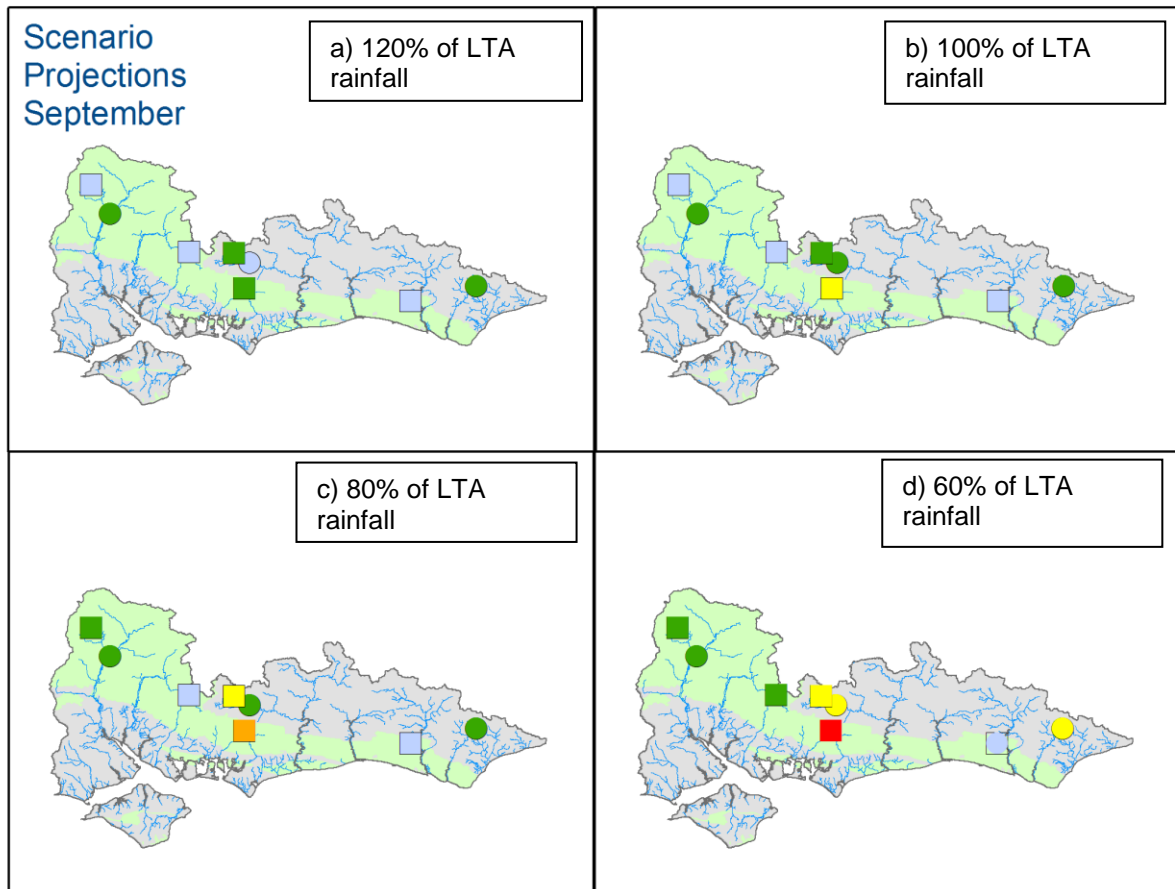 Scenario
Projections
September
a) 120% of LTA
rainfall
b) 100% of LTA
rainfall
c) 80% of LTA
rainfall
d) 60% of LTA
rainfall